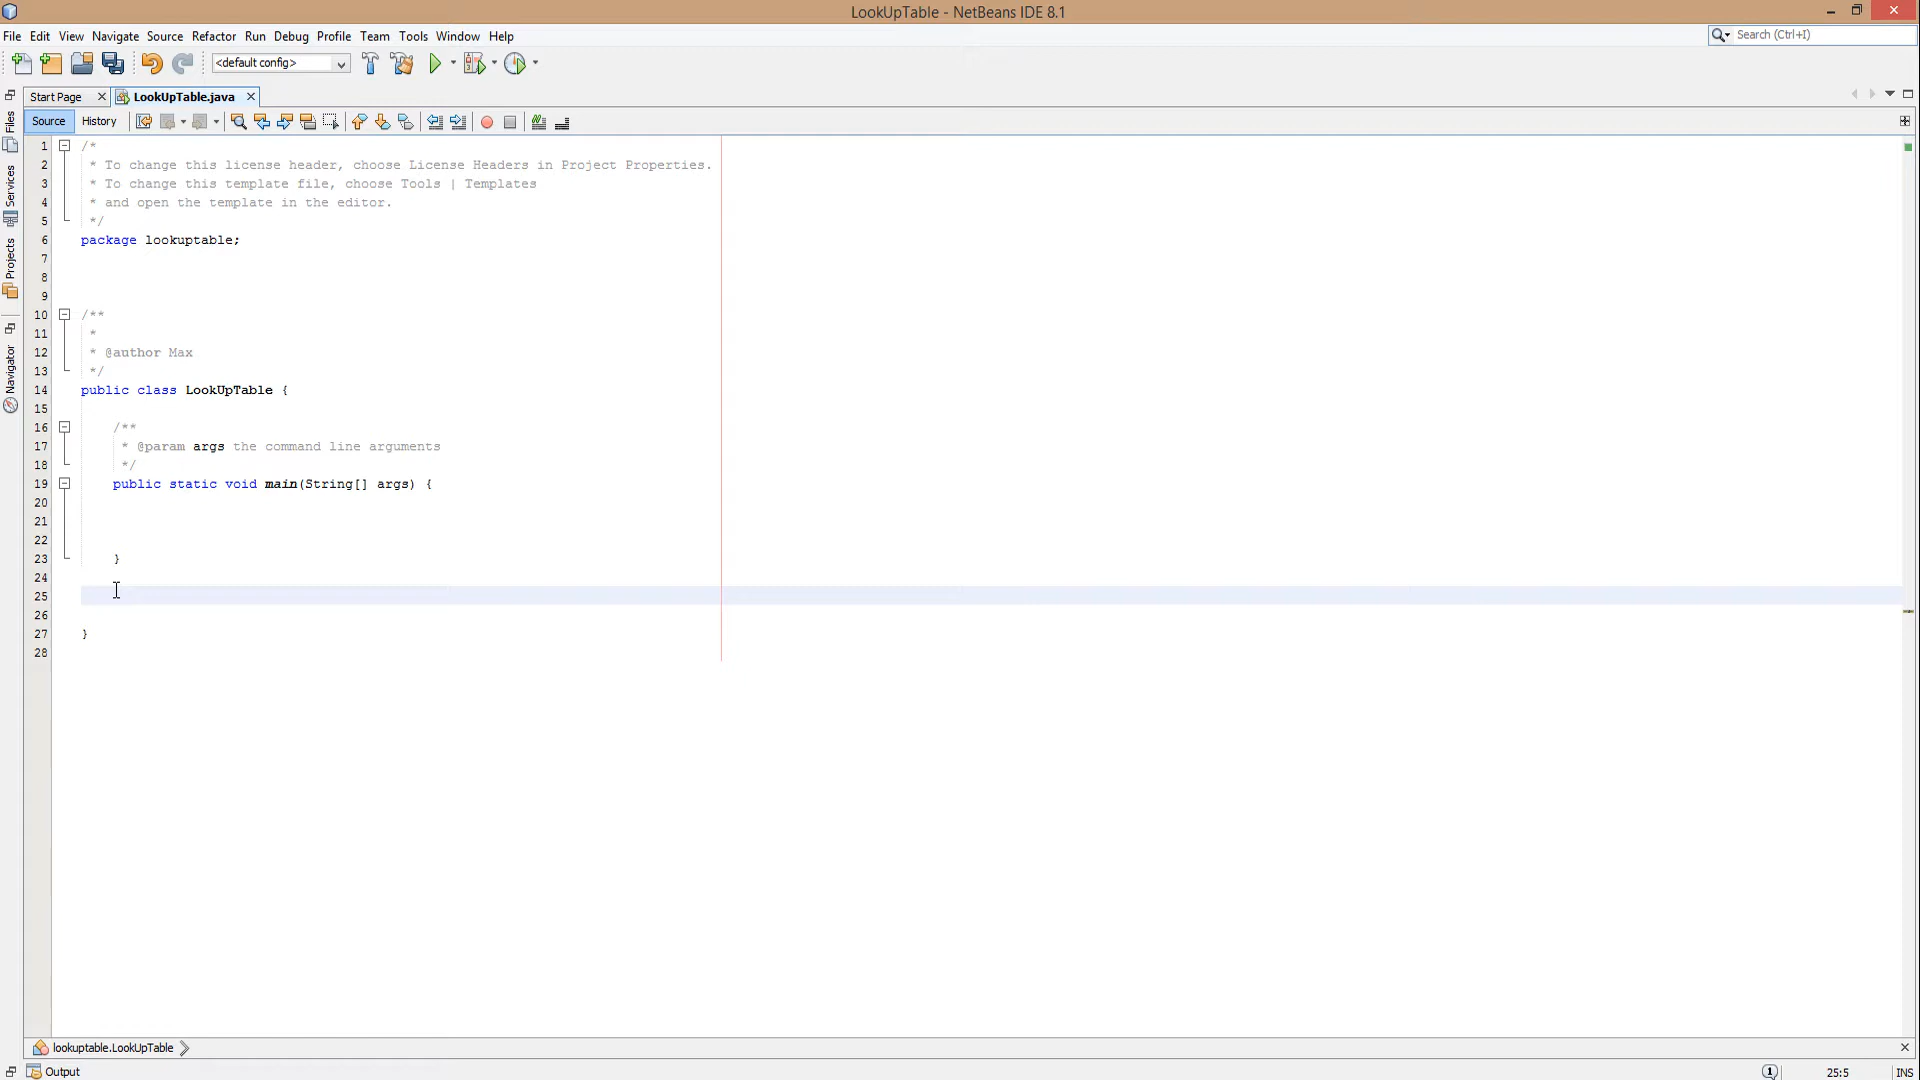 LookUpTable - NetBeans IDE 8.1
File Edit View Navigate Source Refactor Run Debug Profile Team Tools Window Help
Search (Ctrl+I)
<default config>
Start Page
LookUpTable.java
Source History
Files
Services
Projects
Navigator
1 /*
2 * To change this license header, choose License Headers in Project Properties.
3 * To change this template file, choose Tools | Templates
4 * and open the template in the editor.
5 */
6 package lookuptable;
7
8
9
10 /**
11 *
12 * @author Max
13 */
14 public class LookUpTable {
15
16 /**
17 * @param args the command line arguments
18 */
19 public static void main(String[] args) {
20
21
22
23 }
24
25
26
27 }
28
lookuptable.LookUpTable
Output
1
25:5
INS